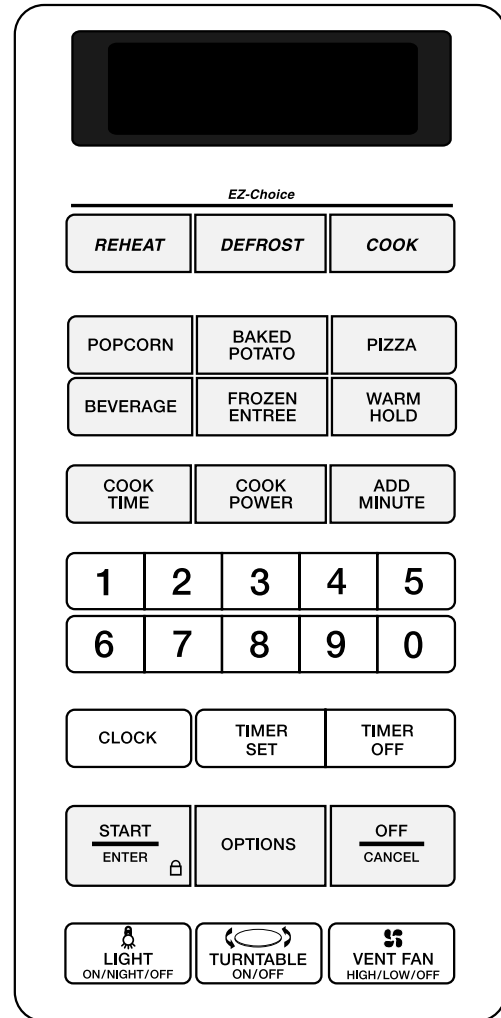 EZ-Choice
REHEAT DEFROST COOK
POPCORN BAKED POTATO PIZZA
BEVERAGE FROZEN ENTREE WARM HOLD
COOK TIME COOK POWER ADD MINUTE
1 2 3 4 5
6 7 8 9 0
CLOCK TIMER SET TIMER OFF
START ENTER OPTIONS OFF CANCEL
LIGHT ON/NIGHT/OFF TURNTABLE ON/OFF VENT FAN HIGH/LOW/OFF